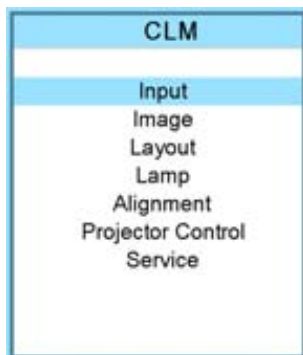 CLM
Input
Image
Layout
Lamp
Alignment
Projector Control
Service